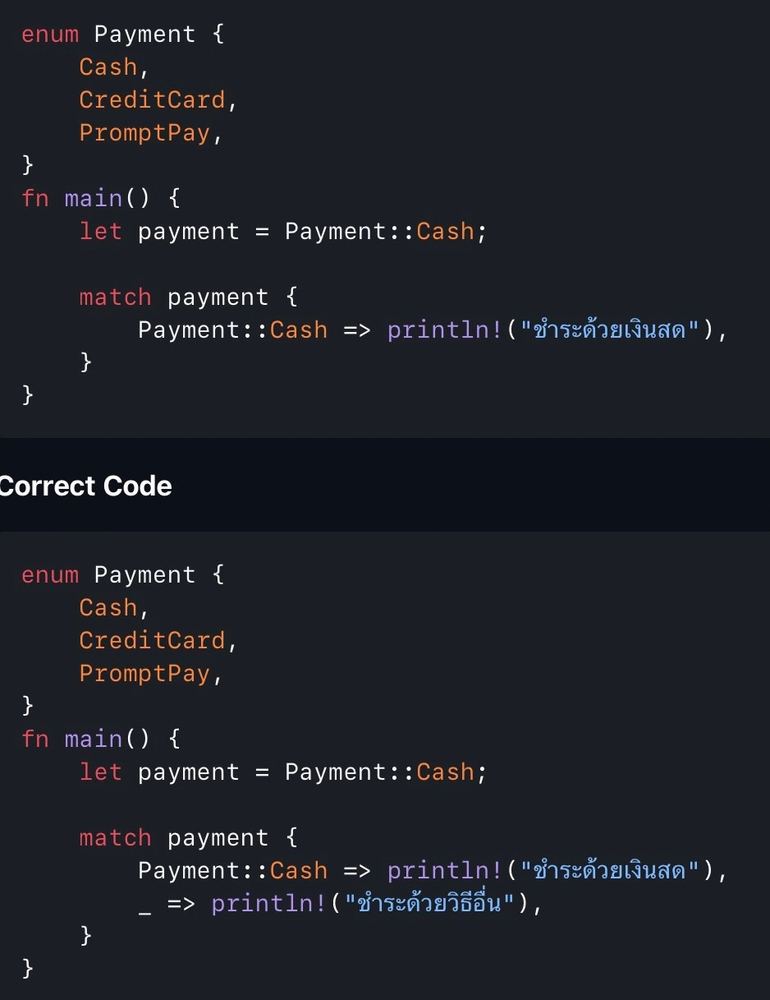 enum Payment {
    Cash,
    CreditCard,
    PromptPay,
}
fn main() {
    let payment = Payment::Cash;
    match payment {
        Payment::Cash => println!("ชำระด้วยเงินสด"),
    }
}
Correct Code
enum Payment {
    Cash,
    CreditCard,
    PromptPay,
}
fn main() {
    let payment = Payment::Cash;
    match payment {
        Payment::Cash => println!("ชำระด้วยเงินสด"),
        _ => println!("ชำระด้วยวิธีอื่น"),
    }
}